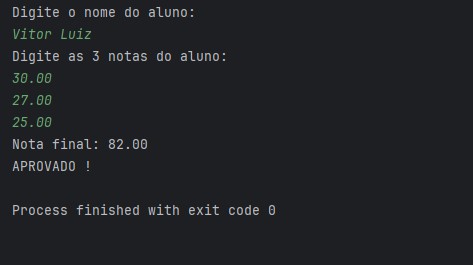 Digite o nome do aluno:
Vitor Luiz
Digite as 3 notas do aluno:
30.00
27.00
25.00
Nota final: 82.00
APROVADO !
Process finished with exit code 0